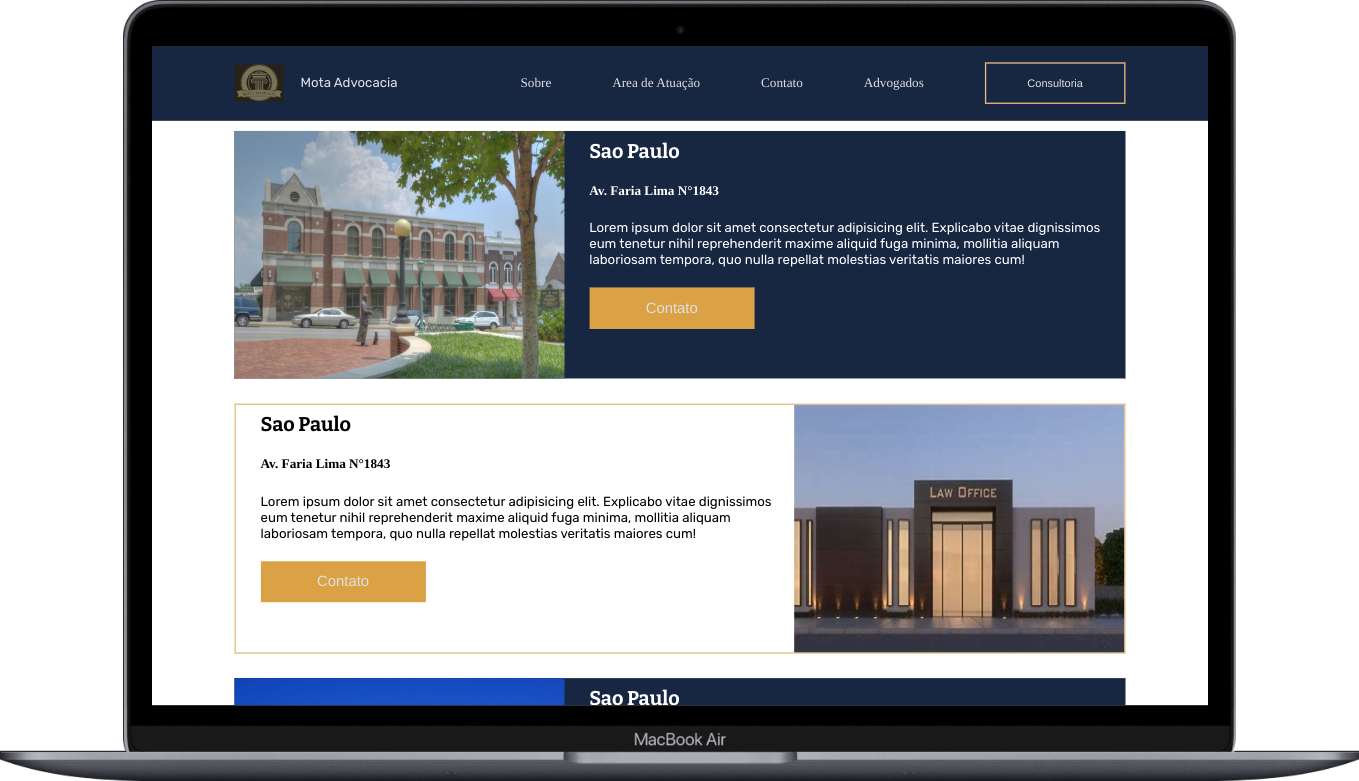 Mota Advocacia
Sobre
Area de Atuação
Contato
Advogados
Consultoria
Sao Paulo
Av. Faria Lima N°1843
Lorem ipsum dolor sit amet consectetur adipisicing elit. Explicabo vitae dignissimos
eum tenetur nihil reprehenderit maxime aliquid fuga minima, mollitia aliquam
laboriosam tempora, quo nulla repellat molestias veritatis maiores cum!
Contato
Sao Paulo
Av. Faria Lima N°1843
Lorem ipsum dolor sit amet consectetur adipisicing elit. Explicabo vitae dignissimos
eum tenetur nihil reprehenderit maxime aliquid fuga minima, mollitia aliquam
laboriosam tempora, quo nulla repellat molestias veritatis maiores cum!
Contato
LAW OFFICE
Sao Paulo
MacBook Air